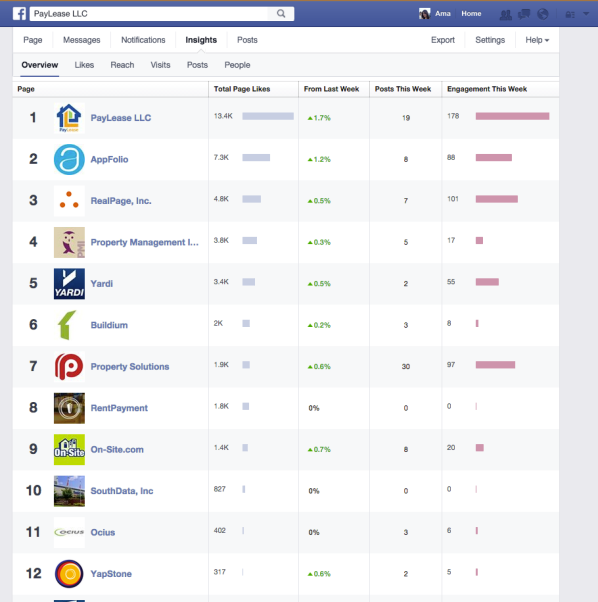 PayLease LLC
Ama Home
Page Messages Notifications Insights Posts Export Settings Help
Overview Likes Reach Visits Posts People
Page Total Page Likes From Last Week Posts This Week Engagement This Week
1 PayLease PayLease LLC 13.4K 1.7% 19 178
2 a AppFolio 7.3K 1.2% 8 88
3 RealPage, Inc. 4.8K 0.5% 7 101
4 PMI Property Management I... 3.8K 0.3% 5 17
5 YARDI Yardi 3.4K 0.5% 2 55
6 Buildium 2K 0.2% 3 8
7 Property Solutions 1.9K 0.6% 30 97
8 RentPayment 1.8K 0% 0 0
9 On-Site On-Site.com 1.4K 0.7% 8 20
10 SouthData, Inc 827 0% 0 0
11 OCIUS Ocius 402 0% 3 6
12 YapStone 317 0.6% 2 5